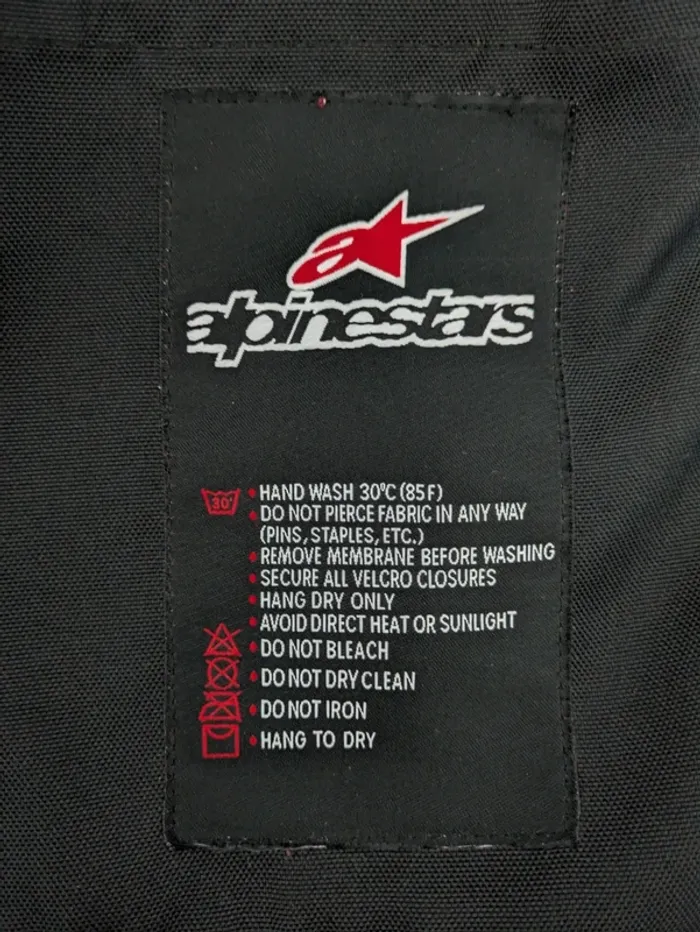 a
alpinestars
30°
• HAND WASH 30°C (85 F)
• DO NOT PIERCE FABRIC IN ANY WAY
(PINS, STAPLES, ETC.)
• REMOVE MEMBRANE BEFORE WASHING
• SECURE ALL VELCRO CLOSURES
• HANG DRY ONLY
• AVOID DIRECT HEAT OR SUNLIGHT
• DO NOT BLEACH
• DO NOT DRY CLEAN
• DO NOT IRON
• HANG TO DRY